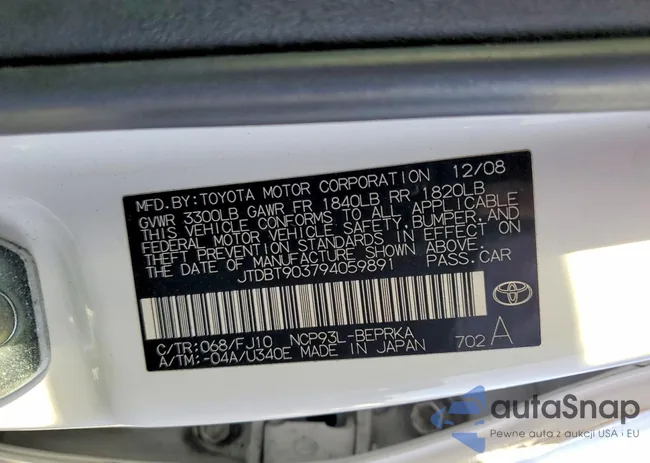 MFD.BY: TOYOTA MOTOR CORPORATION 12/08
GVWR 3300LB GAWR FR 1840LB RR 1820LB
THIS VEHICLE CONFORMS TO ALL APPLICABLE
FEDERAL MOTOR VEHICLE SAFETY, BUMPER, AND
THEFT PREVENTION STANDARDS IN EFFECT ON
THE DATE OF MANUFACTURE SHOWN ABOVE.
JTDBT903794059891 PASS.CAR
C/TR:068/FJ10 NCP93L-BEPRKA
A/TM:-04A/U340E MADE IN JAPAN 702 A
autaSnap
Pewne auta z aukcji USA i EU